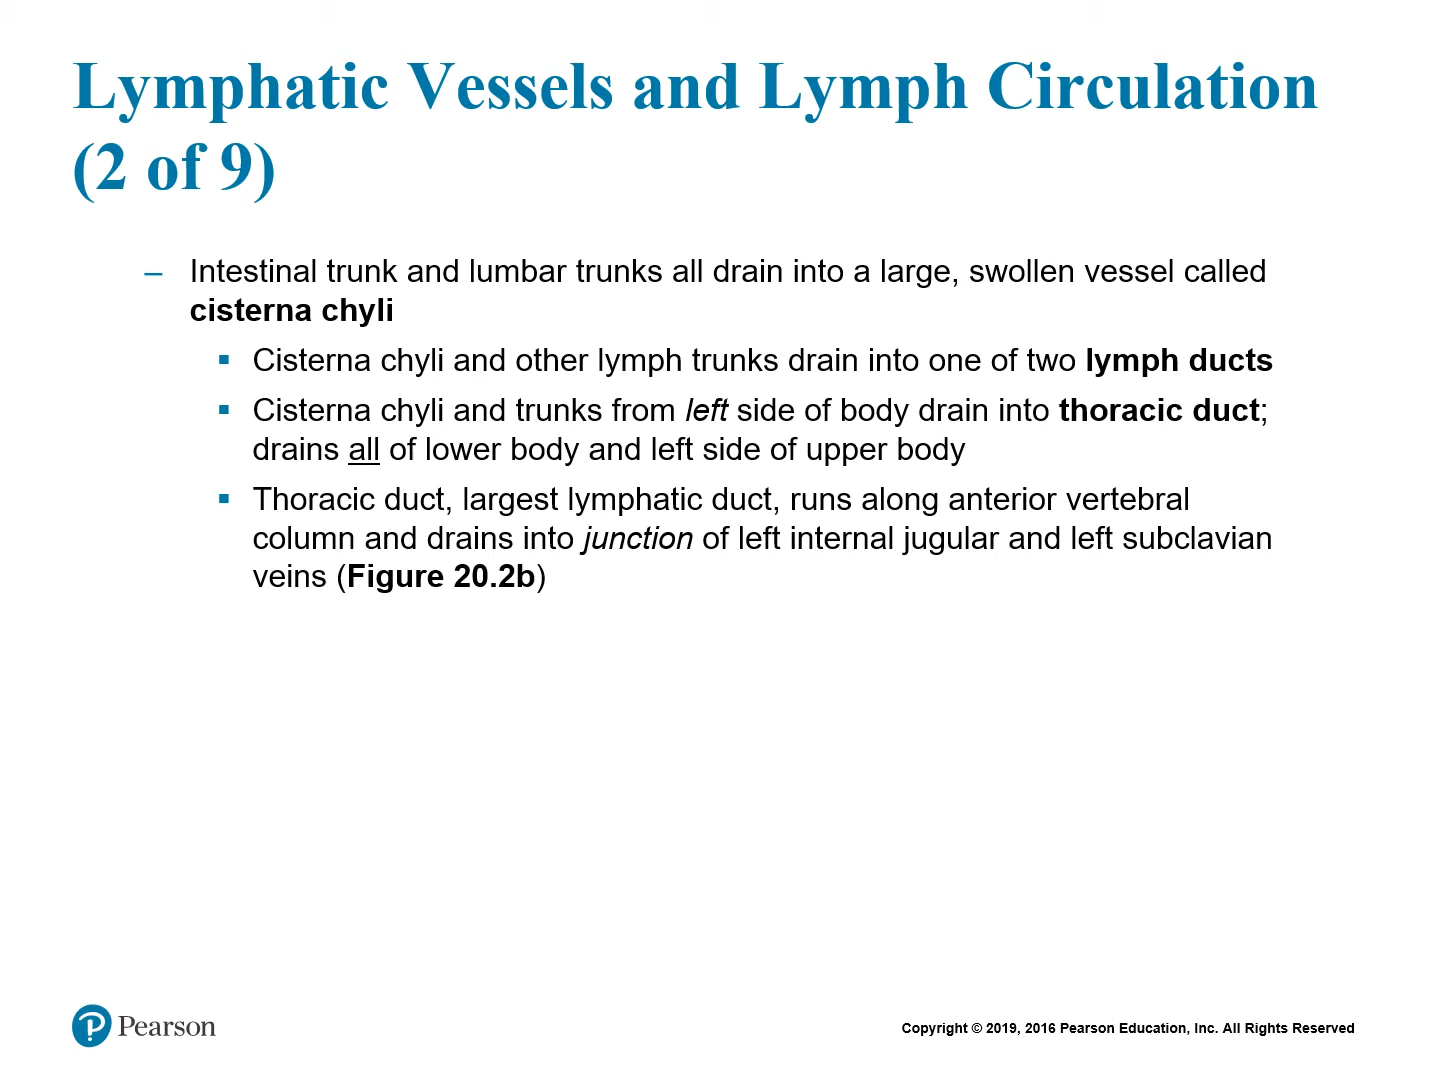 Lymphatic Vessels and Lymph Circulation
(2 of 9)
– Intestinal trunk and lumbar trunks all drain into a large, swollen vessel called
cisterna chyli
▪ Cisterna chyli and other lymph trunks drain into one of two lymph ducts
▪ Cisterna chyli and trunks from left side of body drain into thoracic duct;
drains all of lower body and left side of upper body
▪ Thoracic duct, largest lymphatic duct, runs along anterior vertebral
column and drains into junction of left internal jugular and left subclavian
veins (Figure 20.2b)
Pearson
Copyright © 2019, 2016 Pearson Education, Inc. All Rights Reserved